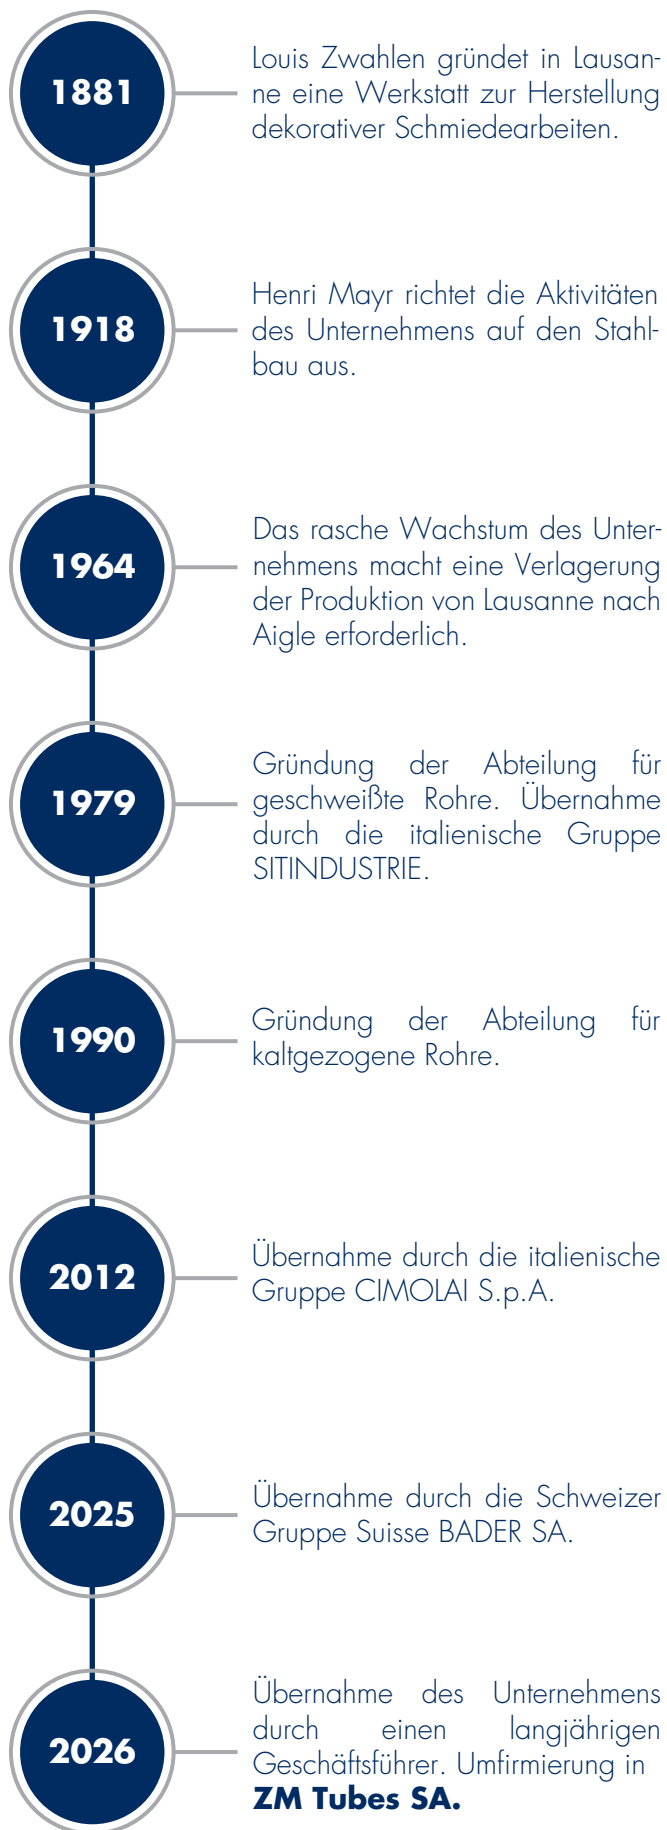 1881
Louis Zwahlen gründet in Lausan-
ne eine Werkstatt zur Herstellung
dekorativer Schmiedearbeiten.
1918
Henri Mayr richtet die Aktivitäten
des Unternehmens auf den Stahl-
bau aus.
1964
Das rasche Wachstum des Unter-
nehmens macht eine Verlagerung
der Produktion von Lausanne nach
Aigle erforderlich.
1979
Gründung der Abteilung für
geschweißte Rohre. Übernahme
durch die italienische Gruppe
SITINDUSTRIE.
1990
Gründung der Abteilung für
kaltgezogene Rohre.
2012
Übernahme durch die italienische
Gruppe CIMOLAI S.p.A.
2025
Übernahme durch die Schweizer
Gruppe Suisse BADER SA.
2026
Übernahme des Unternehmens
durch einen langjährigen
Geschäftsführer. Umfirmierung in
ZM Tubes SA.